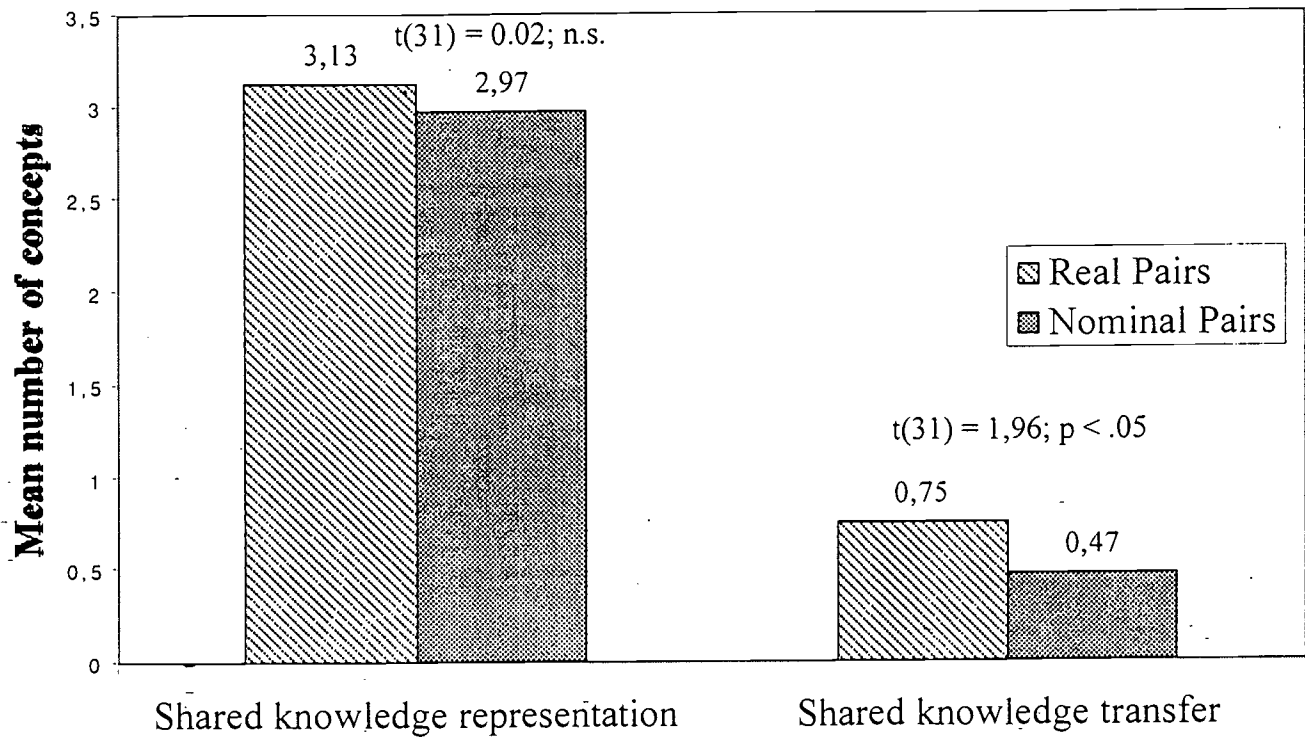 3,5
3
2,5
2
1,5
1
0,5
0
Mean number of concepts
t(31) = 0.02; n.s.
3,13
2,97
Real Pairs
Nominal Pairs
t(31) = 1,96; p < .05
0,75
0,47
Shared knowledge representation
Shared knowledge transfer